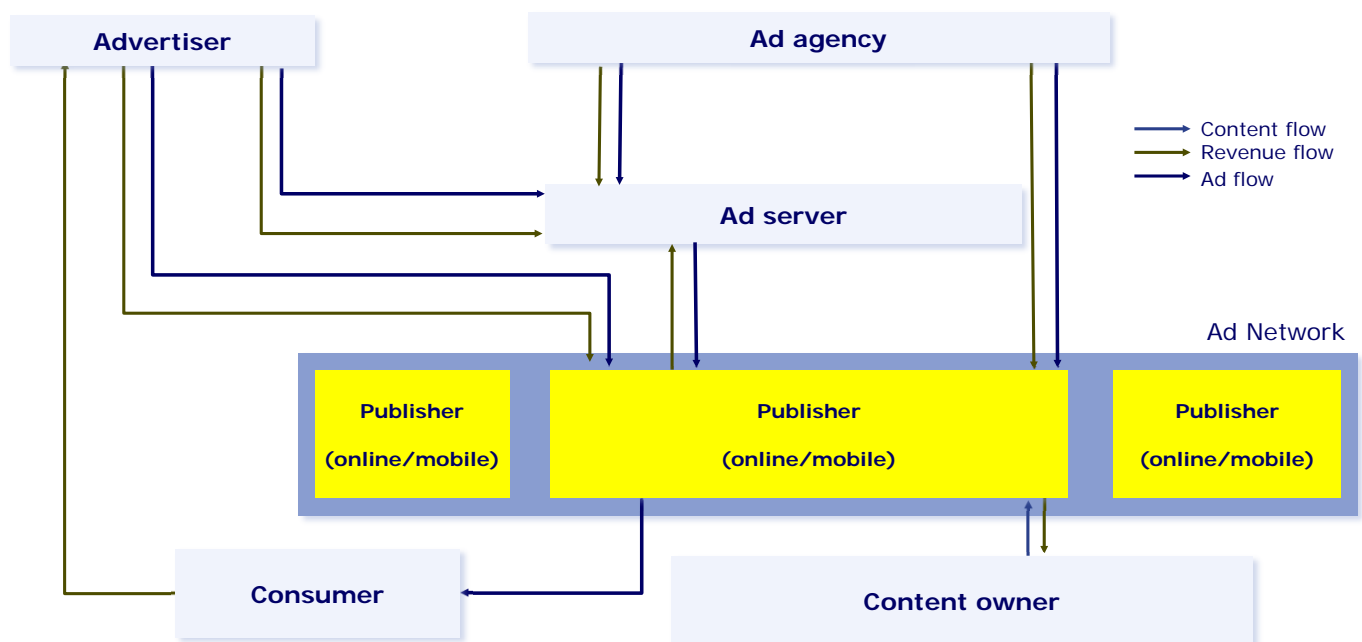 Advertiser
Ad agency
Content flow
Revenue flow
Ad flow
Ad server
Ad Network
Publisher
(online/mobile)
Publisher
(online/mobile)
Publisher
(online/mobile)
Consumer
Content owner